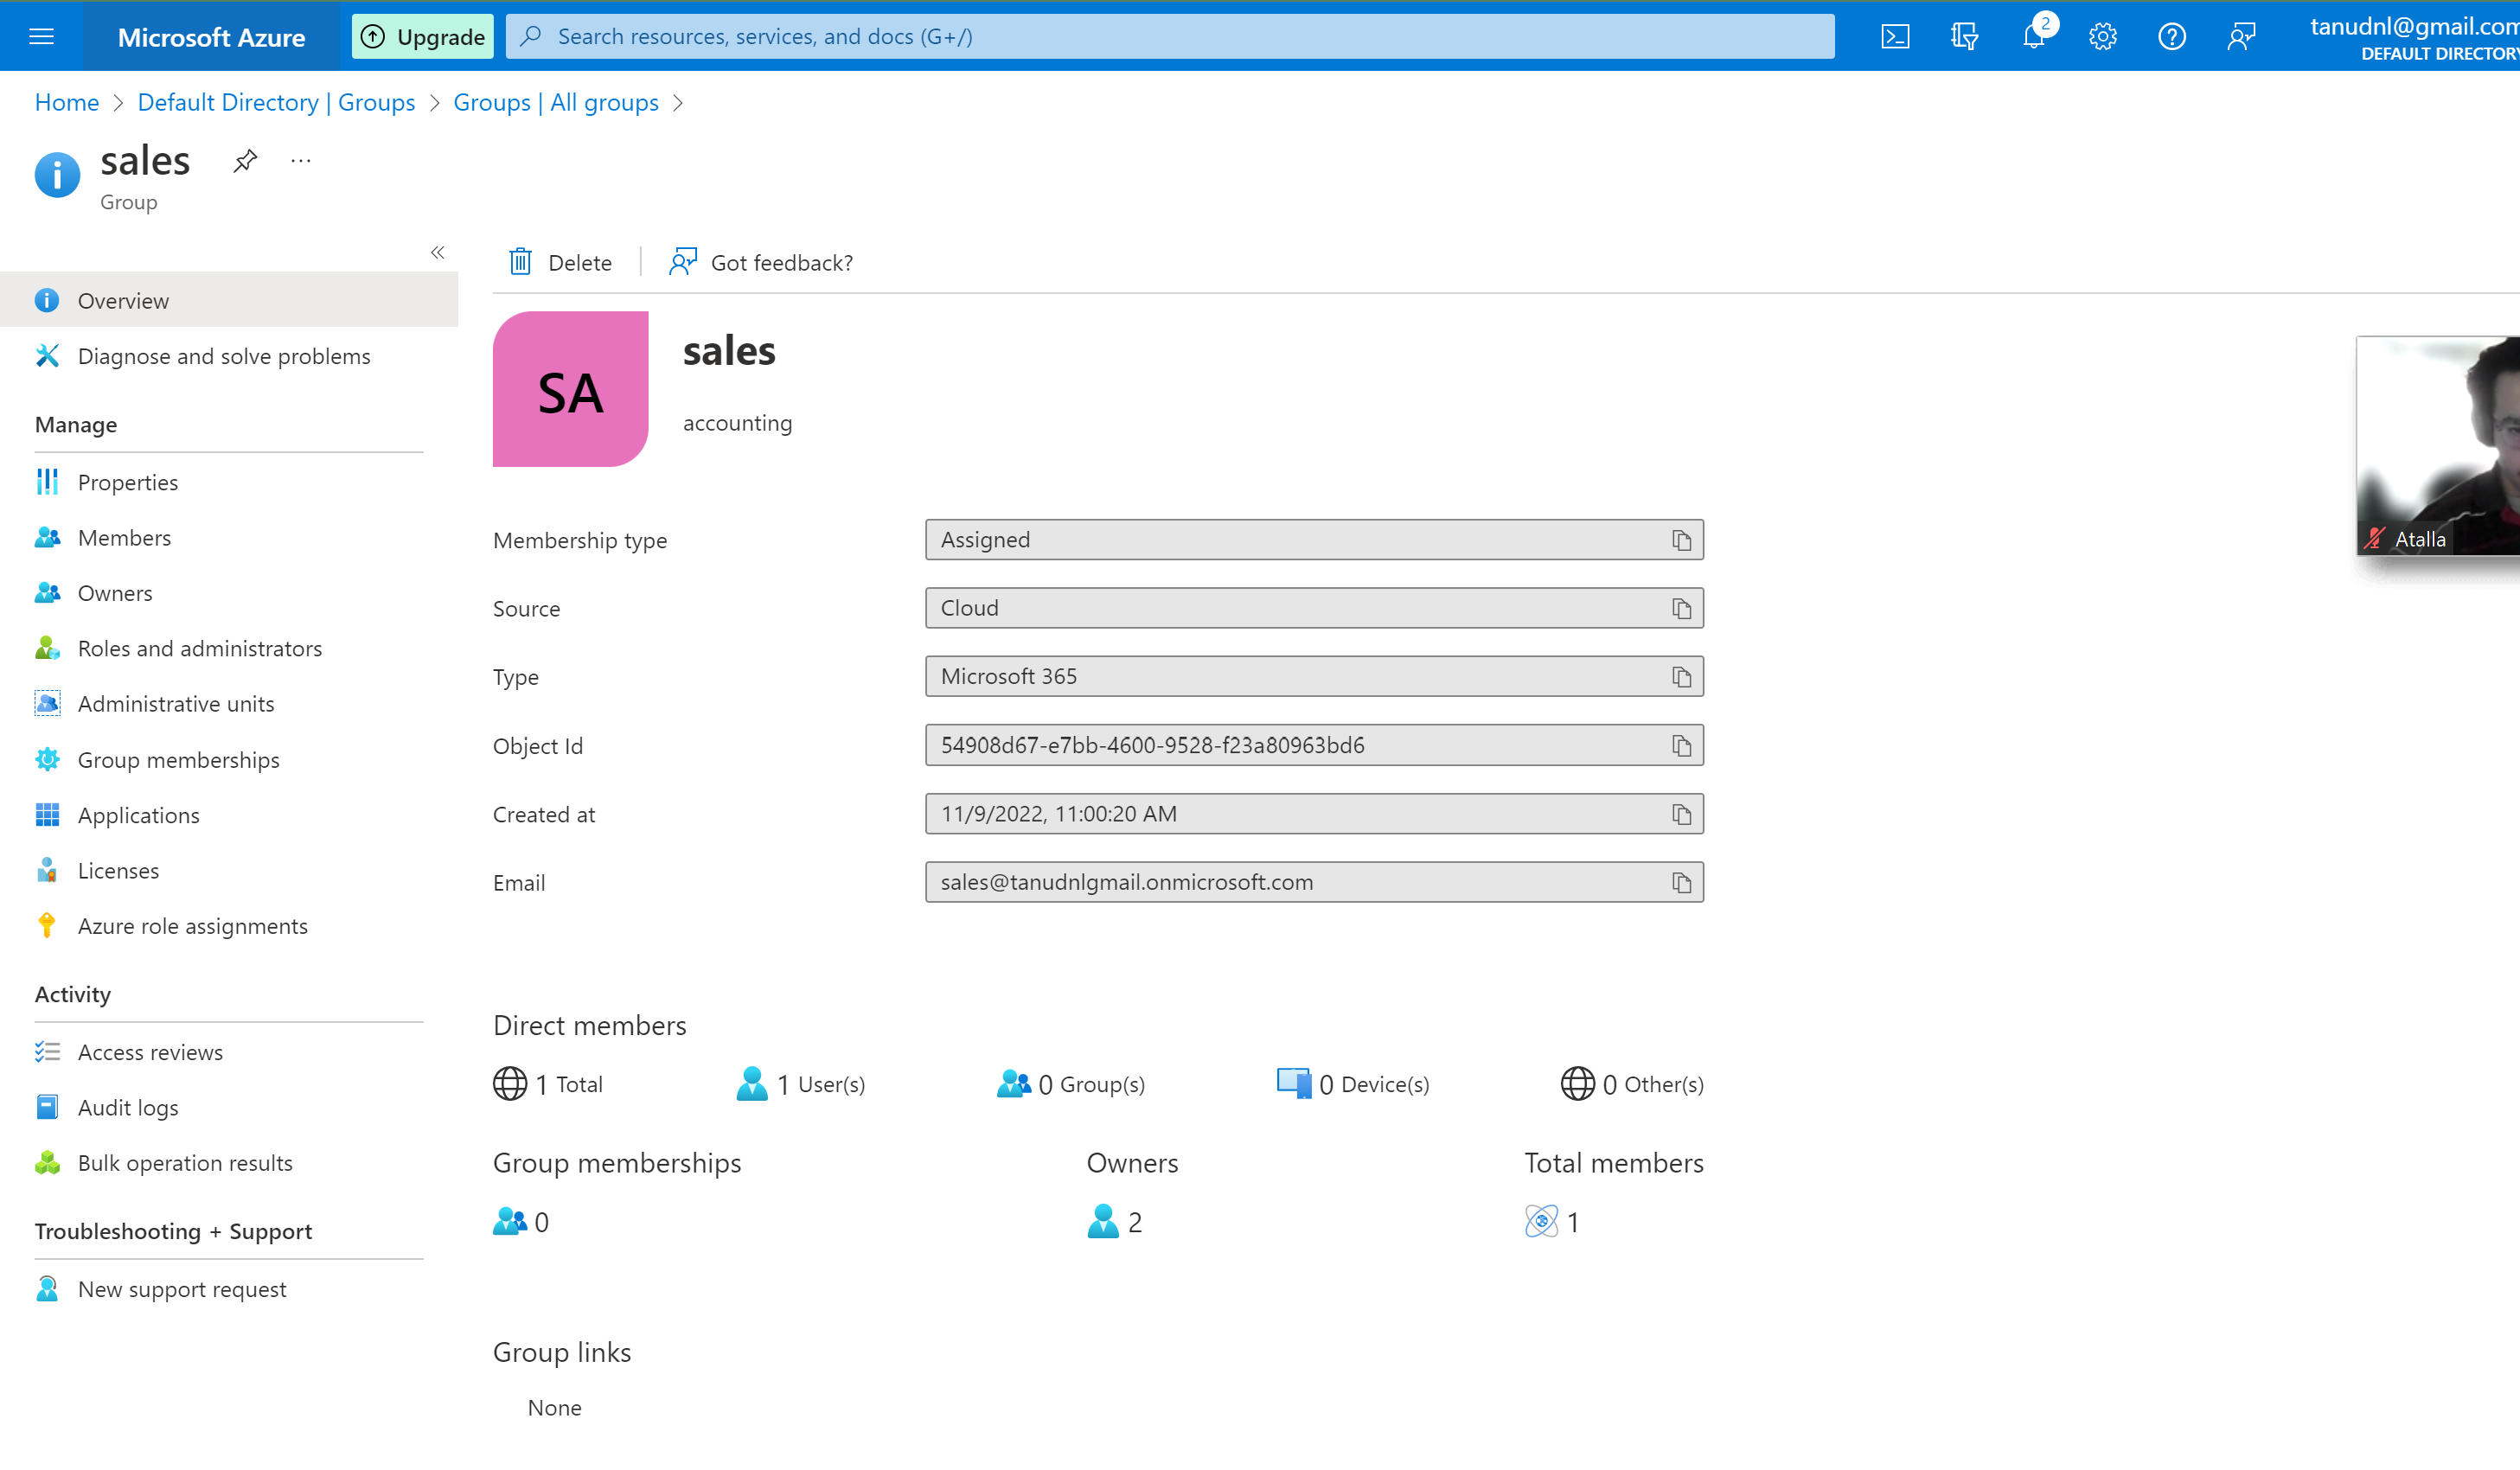 Microsoft Azure
Upgrade
Search resources, services, and docs (G+/)
2
tanudnl@gmail.com
DEFAULT DIRECTORY
Home > Default Directory | Groups > Groups | All groups >
sales
...
Group
Delete
Got feedback?
Overview
Diagnose and solve problems
Manage
Properties
Members
Owners
Roles and administrators
Administrative units
Group memberships
Applications
Licenses
Azure role assignments
Activity
Access reviews
Audit logs
Bulk operation results
Troubleshooting + Support
New support request
SA
sales
accounting
Membership type
Assigned
Source
Cloud
Type
Microsoft 365
Object Id
54908d67-e7bb-4600-9528-f23a80963bd6
Created at
11/9/2022, 11:00:20 AM
Email
sales@tanudnlgmail.onmicrosoft.com
Direct members
1 Total
1 User(s)
0 Group(s)
0 Device(s)
0 Other(s)
Group memberships
0
Owners
2
Total members
1
Group links
None
Atalla